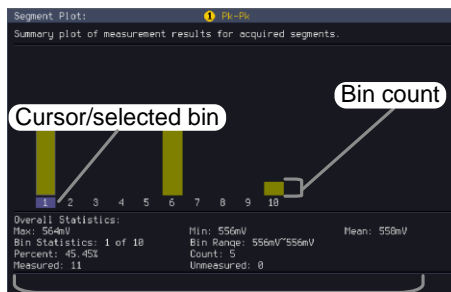 Segment Plot: 1 Pk-Pk
Summary plot of measurement results for acquired segments.
Bin count
Cursor/selected bin
1 2 3 4 5 6 7 8 9 10
Overall Statistics:
Max: 564mV Min: 556mV Mean: 558mV
Bin Statistics: 1 of 10 Bin Range: 556mV~556mV
Percent: 45.45% Count: 5
Measured: 11 Unmeasured: 0